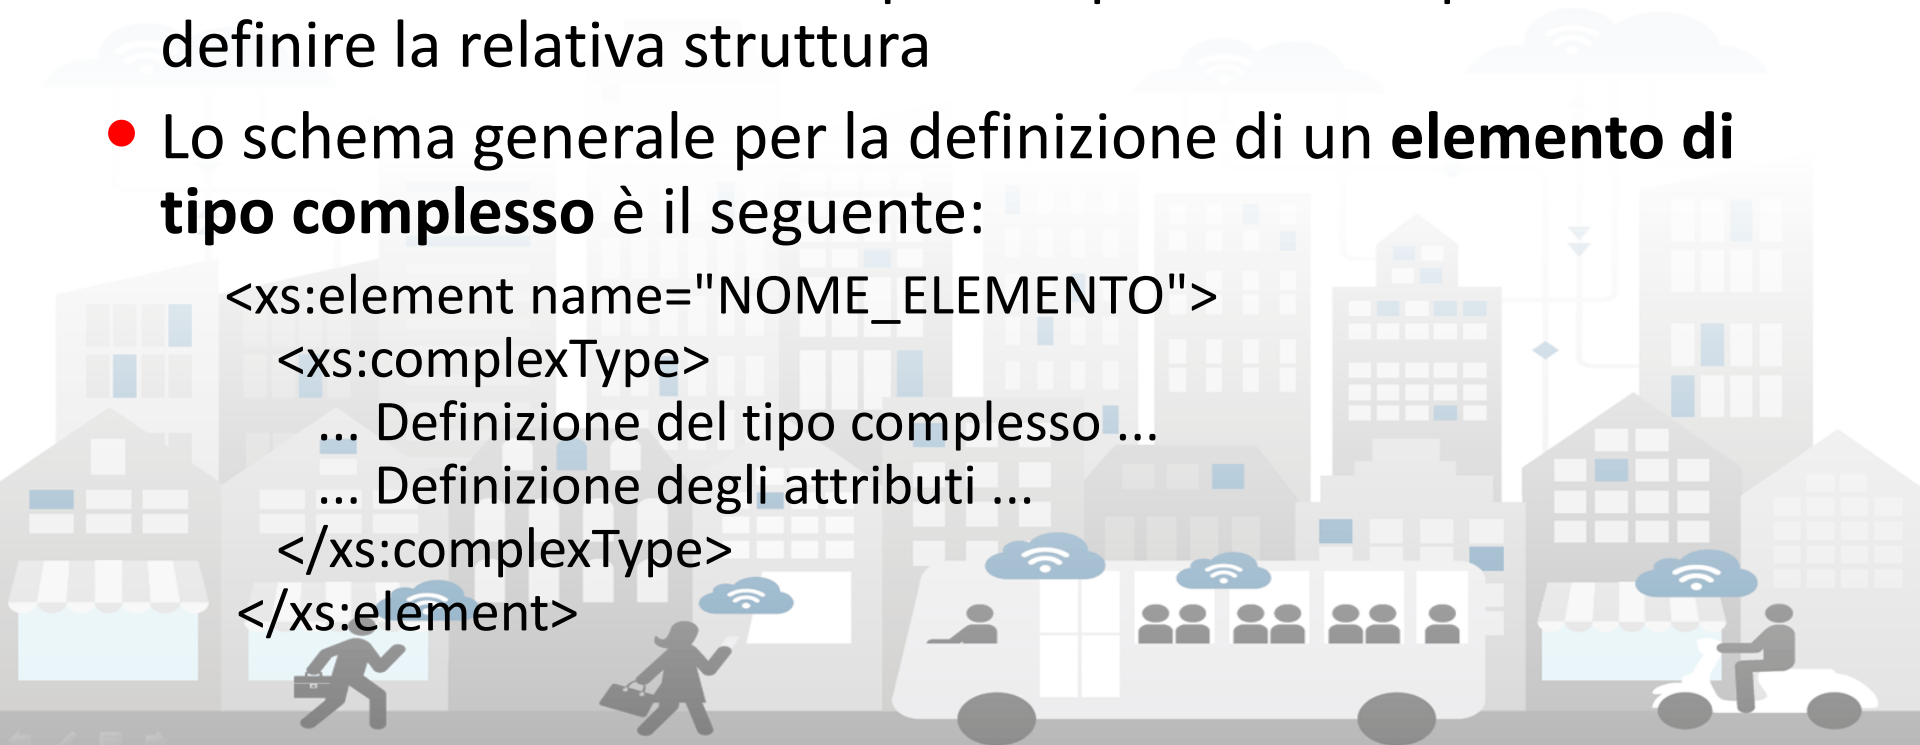 definire la relativa struttura
• Lo schema generale per la definizione di un elemento di
tipo complesso è il seguente:
<xs:element name="NOME_ELEMENTO">
<xs:complexType>
... Definizione del tipo complesso ...
... Definizione degli attributi ...
</xs:complexType>
</xs:element>